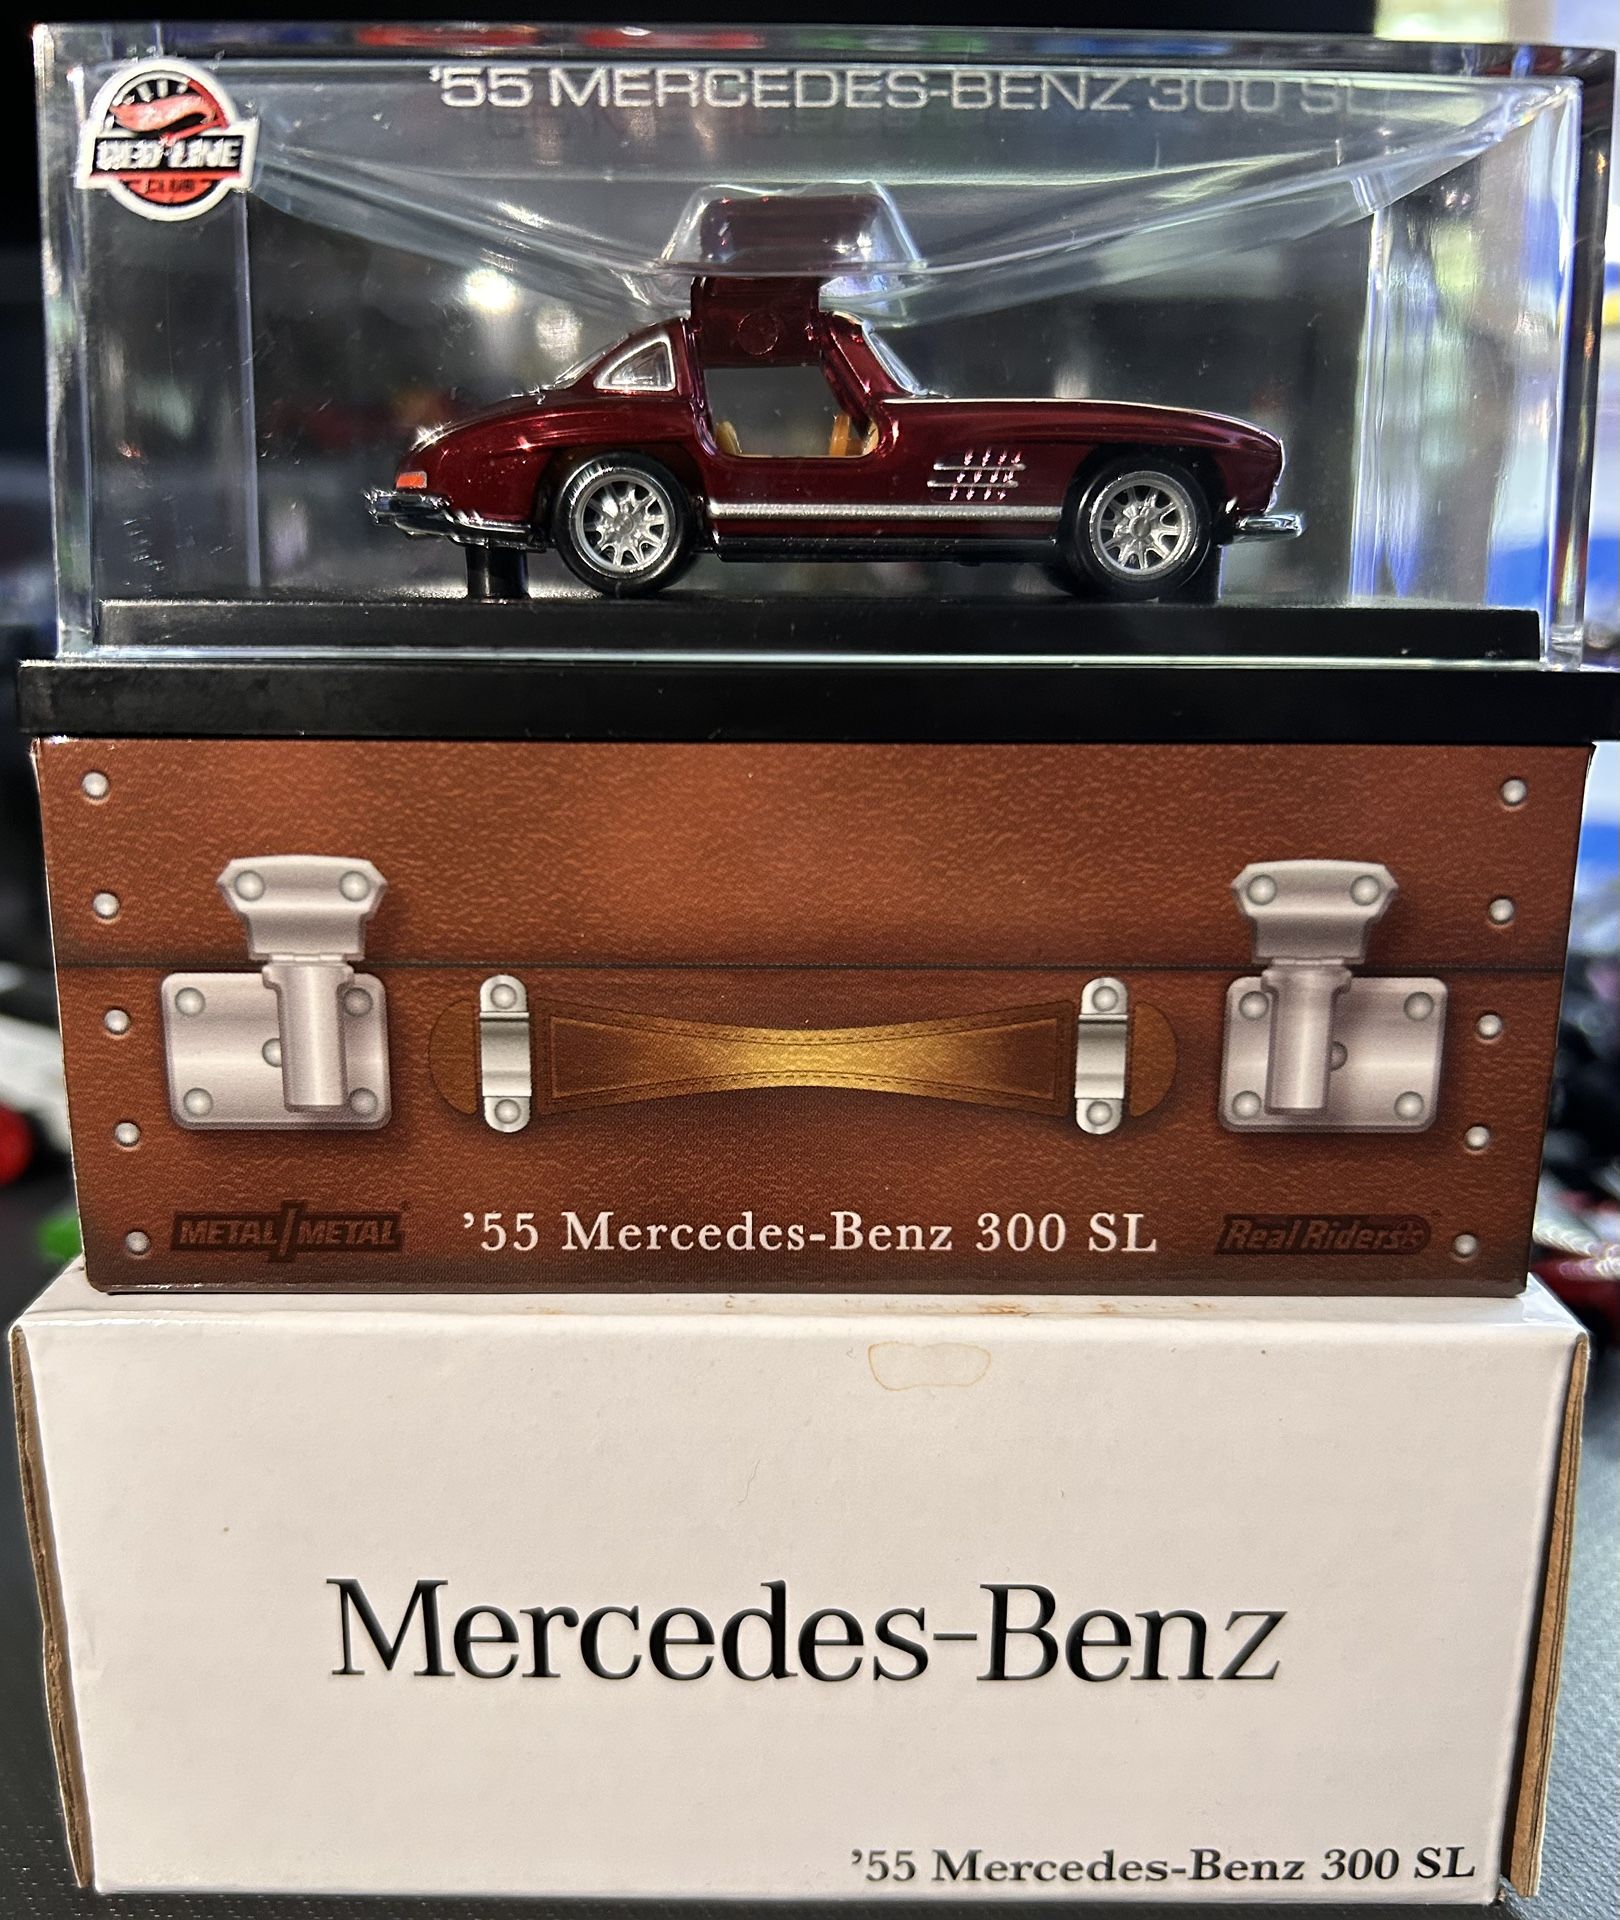 '55 MERCEDES-BENZ 300 SL
RED LINE
CLUB
METAL/METAL®
’55 Mercedes-Benz 300 SL
Real Riders
Mercedes-Benz
’55 Mercedes-Benz 300 SL